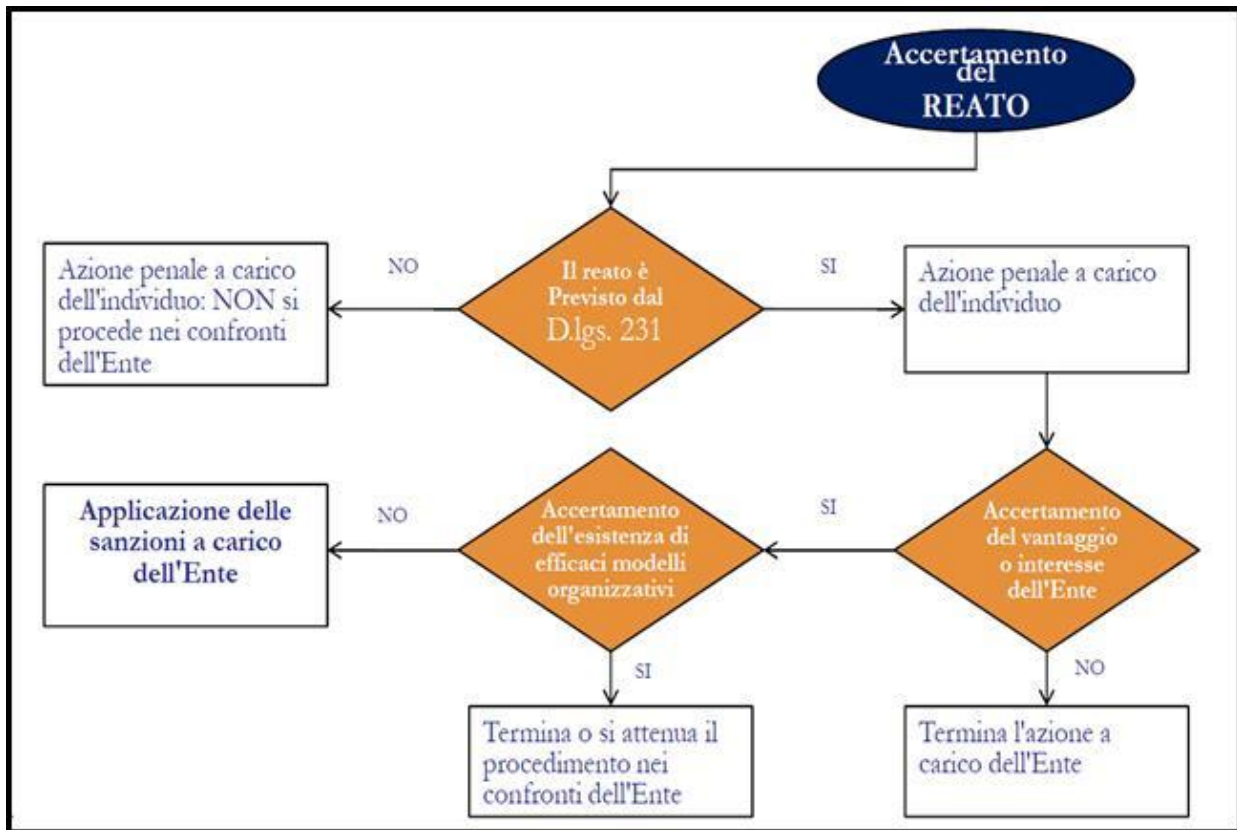 Accertamento
del
REATO
NO
Il reato è
Previsto dal
D.lgs. 231
SI
Azione penale a carico
dell'individuo: NON si
procede nei confronti
dell'Ente
Azione penale a carico
dell'individuo
Applicazione delle
sanzioni a carico
dell'Ente
NO
Accertamento
dell'esistenza di
efficaci modelli
organizzativi
SI
Accertamento
del vantaggio
o interesse
dell'Ente
SI
NO
Termina o si attenua il
procedimento nei
confronti dell'Ente
Termina l'azione a
carico dell'Ente